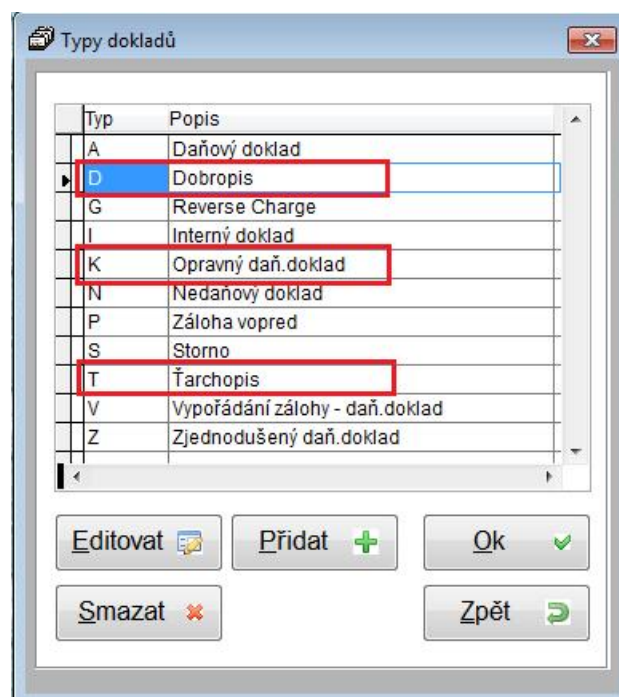 Typy dokladů
Typ Popis
A Daňový doklad
D Dobropis
G Reverse Charge
I Interný doklad
K Opravný daň.doklad
N Nedaňový doklad
P Záloha vopred
S Storno
T Ťarchopis
V Vypořádání zálohy - daň.doklad
Z Zjednodušený daň.doklad
Editovat Přidat Ok
Smazat Zpět